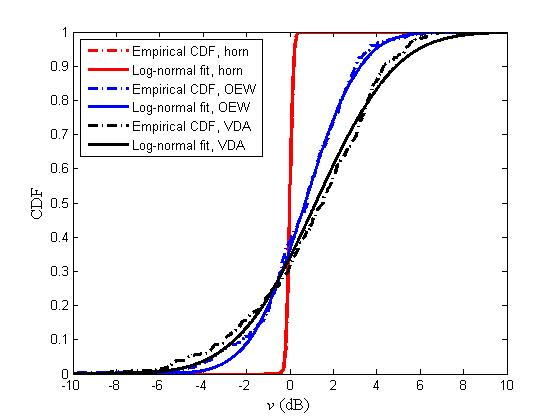 1
0.9
0.8
0.7
0.6
0.5
0.4
0.3
0.2
0.1
0
CDF
Empirical CDF, horn
Log-normal fit, horn
Empirical CDF, OEW
Log-normal fit, OEW
Empirical CDF, VDA
Log-normal fit, VDA
-10 -8 -6 -4 -2 0 2 4 6 8 10
v (dB)